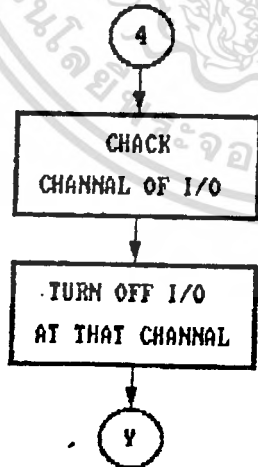 4
CHACK
CHANNAL OF I/O
TURN OFF I/O
AT THAT CHANNAL
Y